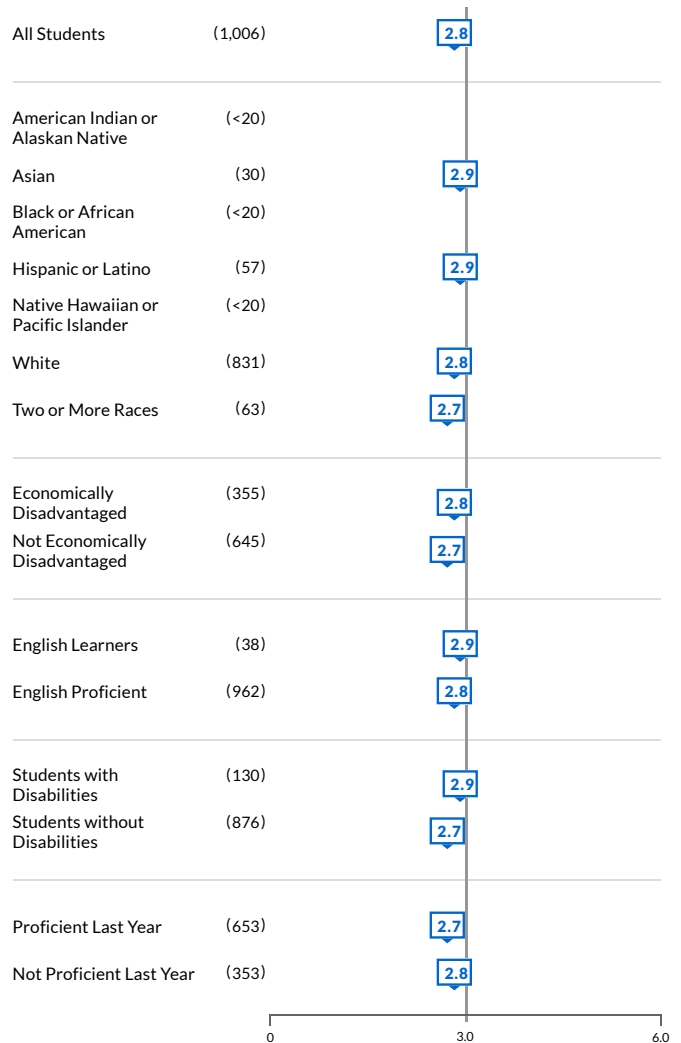 All Students (1,006) 2.8
American Indian or (<20)
Alaskan Native
Asian (30) 2.9
Black or African (<20)
American
Hispanic or Latino (57) 2.9
Native Hawaiian or (<20)
Pacific Islander
White (831) 2.8
Two or More Races (63) 2.7
Economically (355) 2.8
Disadvantaged
Not Economically (645) 2.7
Disadvantaged
English Learners (38) 2.9
English Proficient (962) 2.8
Students with (130) 2.9
Disabilities
Students without (876) 2.7
Disabilities
Proficient Last Year (653) 2.7
Not Proficient Last Year (353) 2.8
0 3.0 6.0